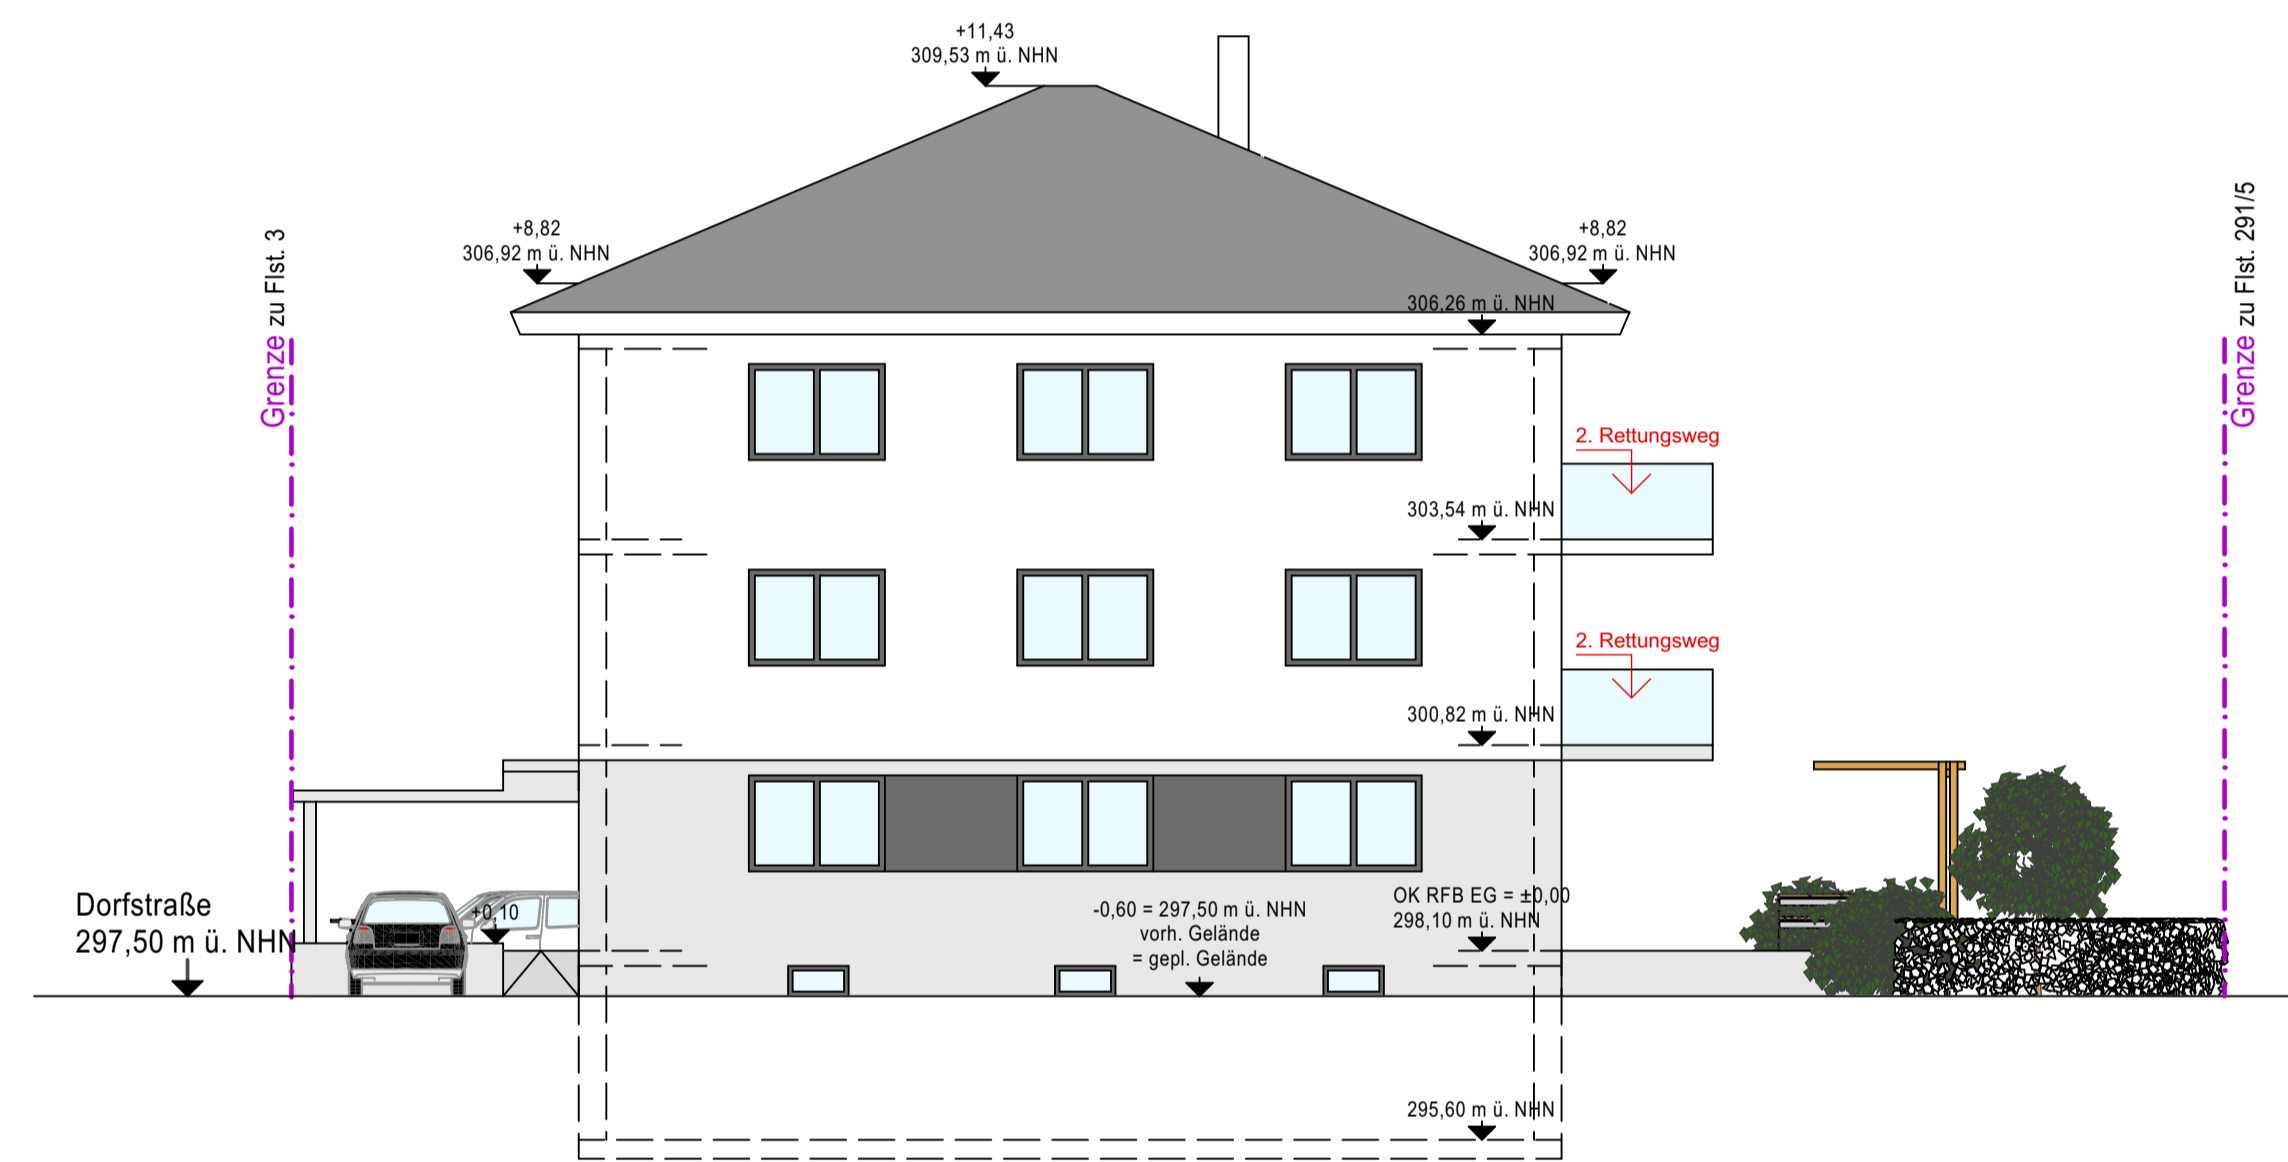 +11,43
309,53 m ü. NHN
+8,82
306,92 m ü. NHN
+8,82
306,92 m ü. NHN
Grenze zu Flst. 3
Grenze zu Flst. 291/5
306,26 m ü. NHN
2. Rettungsweg
303,54 m ü. NHN
2. Rettungsweg
300,82 m ü. NHN
Dorfstraße
297,50 m ü. NHN
+0,10
-0,60 = 297,50 m ü. NHN
vorh. Gelände
= gepl. Gelände
OK RFB EG = ±0,00
298,10 m ü. NHN
295,60 m ü. NHN